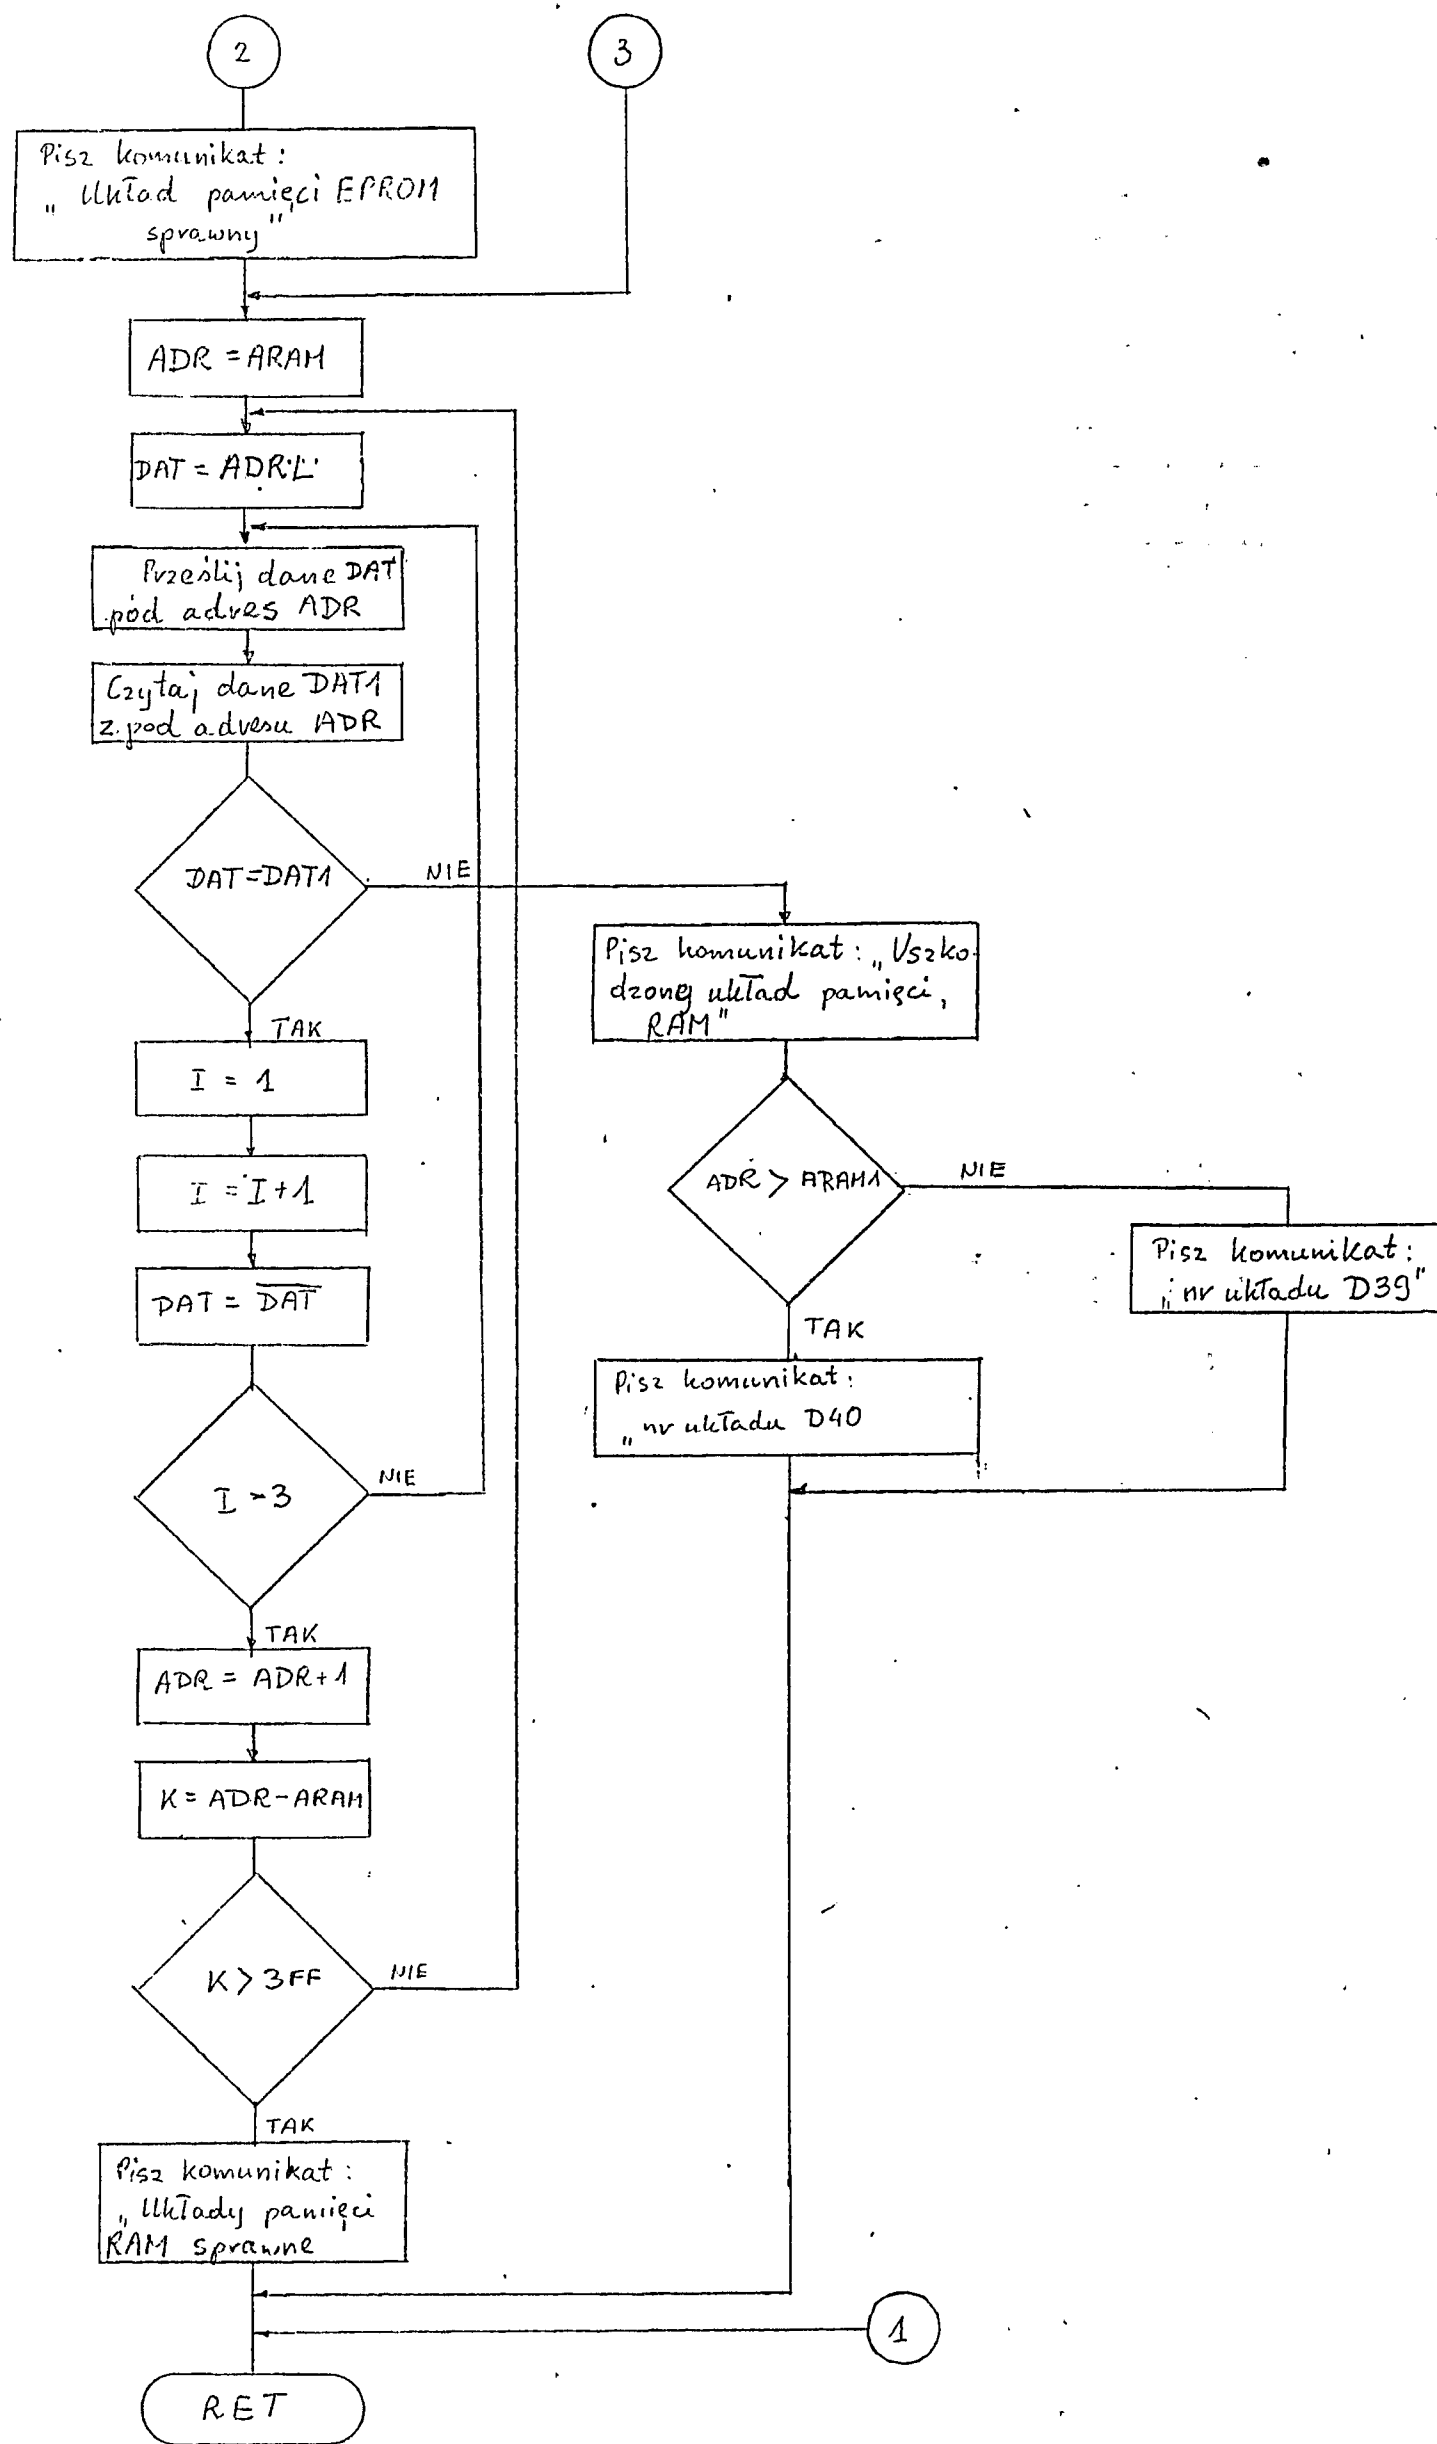 2
3
Pisz komunikat:
„Układ pamięci EPROM
sprawny"
ADR = ARAM
DAT = ADR'L'
Prześlij dane DAT
pod adres ADR
Czytaj dane DAT1
z.pod adresu ADR
DAT=DAT1
NIE
TAK
Pisz komunikat: „Uszko-
dzony układ pamięci,
RAM"
I = 1
I = I+1
ADR > ARAM1
NIE
TAK
Pisz komunikat:
„nr układu D39"
DAT = D̅A̅T̅
Pisz komunikat:
„nr układu D40
I > 3
NIE
TAK
ADR = ADR+1
K = ADR-ARAM
K > 3FF
NIE
TAK
Pisz komunikat:
„Układy pamięci
RAM sprawne
1
RET